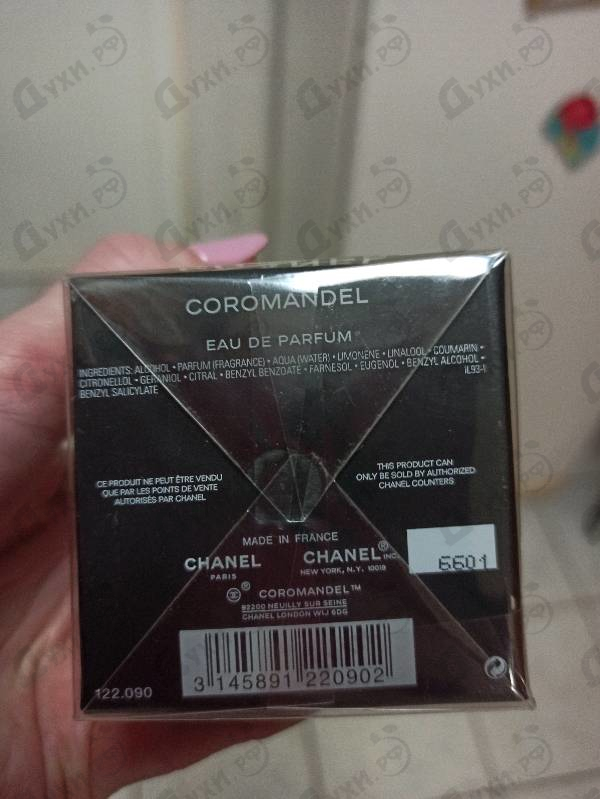 COROMANDEL
EAU DE PARFUM
INGREDIENTS: ALCOHOL • PARFUM (FRAGRANCE) • AQUA (WATER) • LIMONENE • LINALOOL • COUMARIN •
CITRONELLOL • GERANIOL • CITRAL • BENZYL BENZOATE • FARNESOL • EUGENOL • BENZYL ALCOHOL •
BENZYL SALICYLATE
IL93-1
CE PRODUIT NE PEUT ÊTRE VENDU
QUE PAR LES POINTS DE VENTE
AUTORISÉS PAR CHANEL
THIS PRODUCT CAN
ONLY BE SOLD BY AUTHORIZED
CHANEL COUNTERS
MADE IN FRANCE
CHANEL
PARIS
CHANEL® INC.
NEW YORK, N.Y. 10019
6601
® COROMANDEL™
92200 NEUILLY SUR SEINE
CHANEL LONDON W1J 6DG
3 145891 220902
122.090
Духи.рф